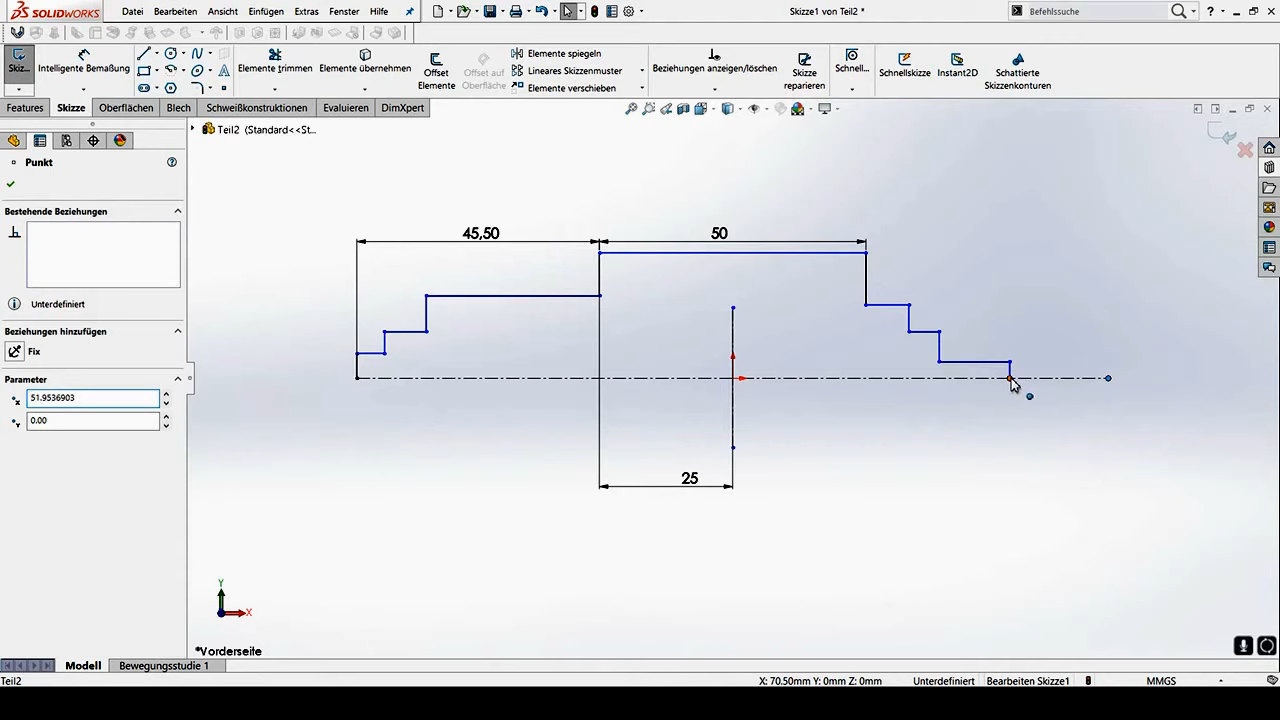 SOLIDWORKS
Datei Bearbeiten Ansicht Einfügen Extras Fenster Hilfe
Skizze1 von Teil2 *
Befehlssuche
?
Skiz...
Intelligente Bemaßung
Elemente trimmen
Elemente übernehmen
Offset Elemente
Offset auf Oberfläche
Elemente spiegeln
Lineares Skizzenmuster
Elemente verschieben
Beziehungen anzeigen/löschen
Skizze reparieren
Schnell...
Schnellskizze
Instant2D
Schattierte Skizzenkonturen
Features Skizze Oberflächen Blech Schweißkonstruktionen Evaluieren DimXpert
Teil2 (Standard<<St...
Punkt
Bestehende Beziehungen
Unterdefiniert
Beziehungen hinzufügen
Fix
Parameter
51.9536903
0.00
45,50
50
25
Y
X
*Vorderseite
Modell Bewegungsstudie 1
Teil2
X: 70.50mm Y: 0mm Z: 0mm
Unterdefiniert
Bearbeiten Skizze1
MMGS